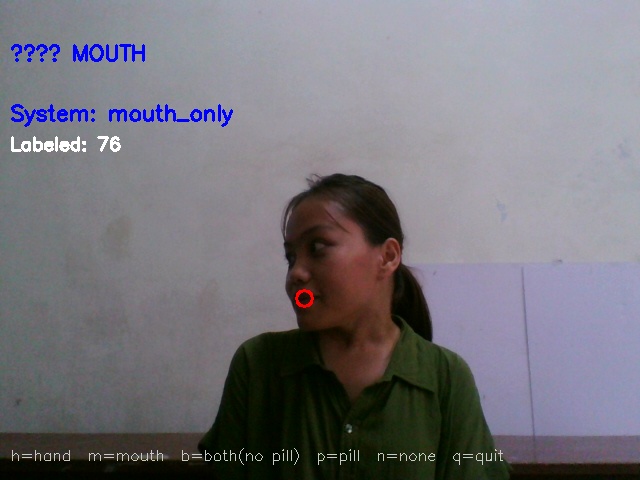 ???? MOUTH
System: mouth_only
Labeled: 76
h=hand m=mouth b=both(no pill) p=pill n=none q=quit